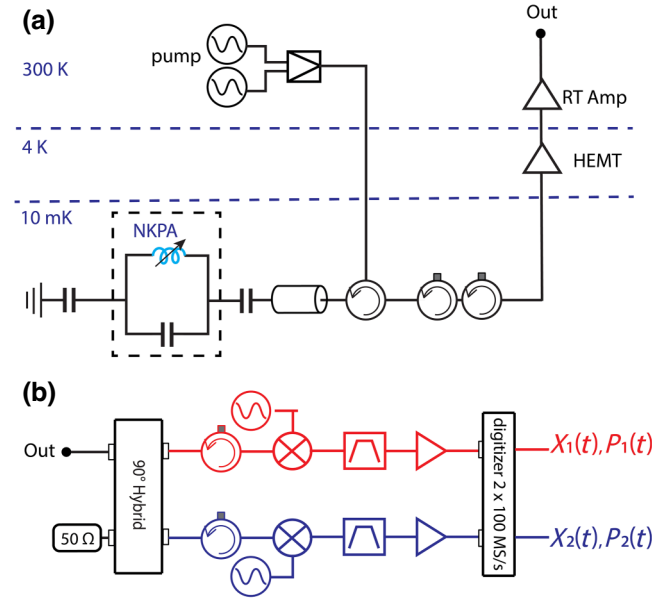 (a)
Out
pump
300 K
RT Amp
4 K
HEMT
10 mK
NKPA
(b)
Out
90° Hybrid
50 Ω
digitizer 2 x 100 MS/s
X1(t), P1(t)
X2(t), P2(t)